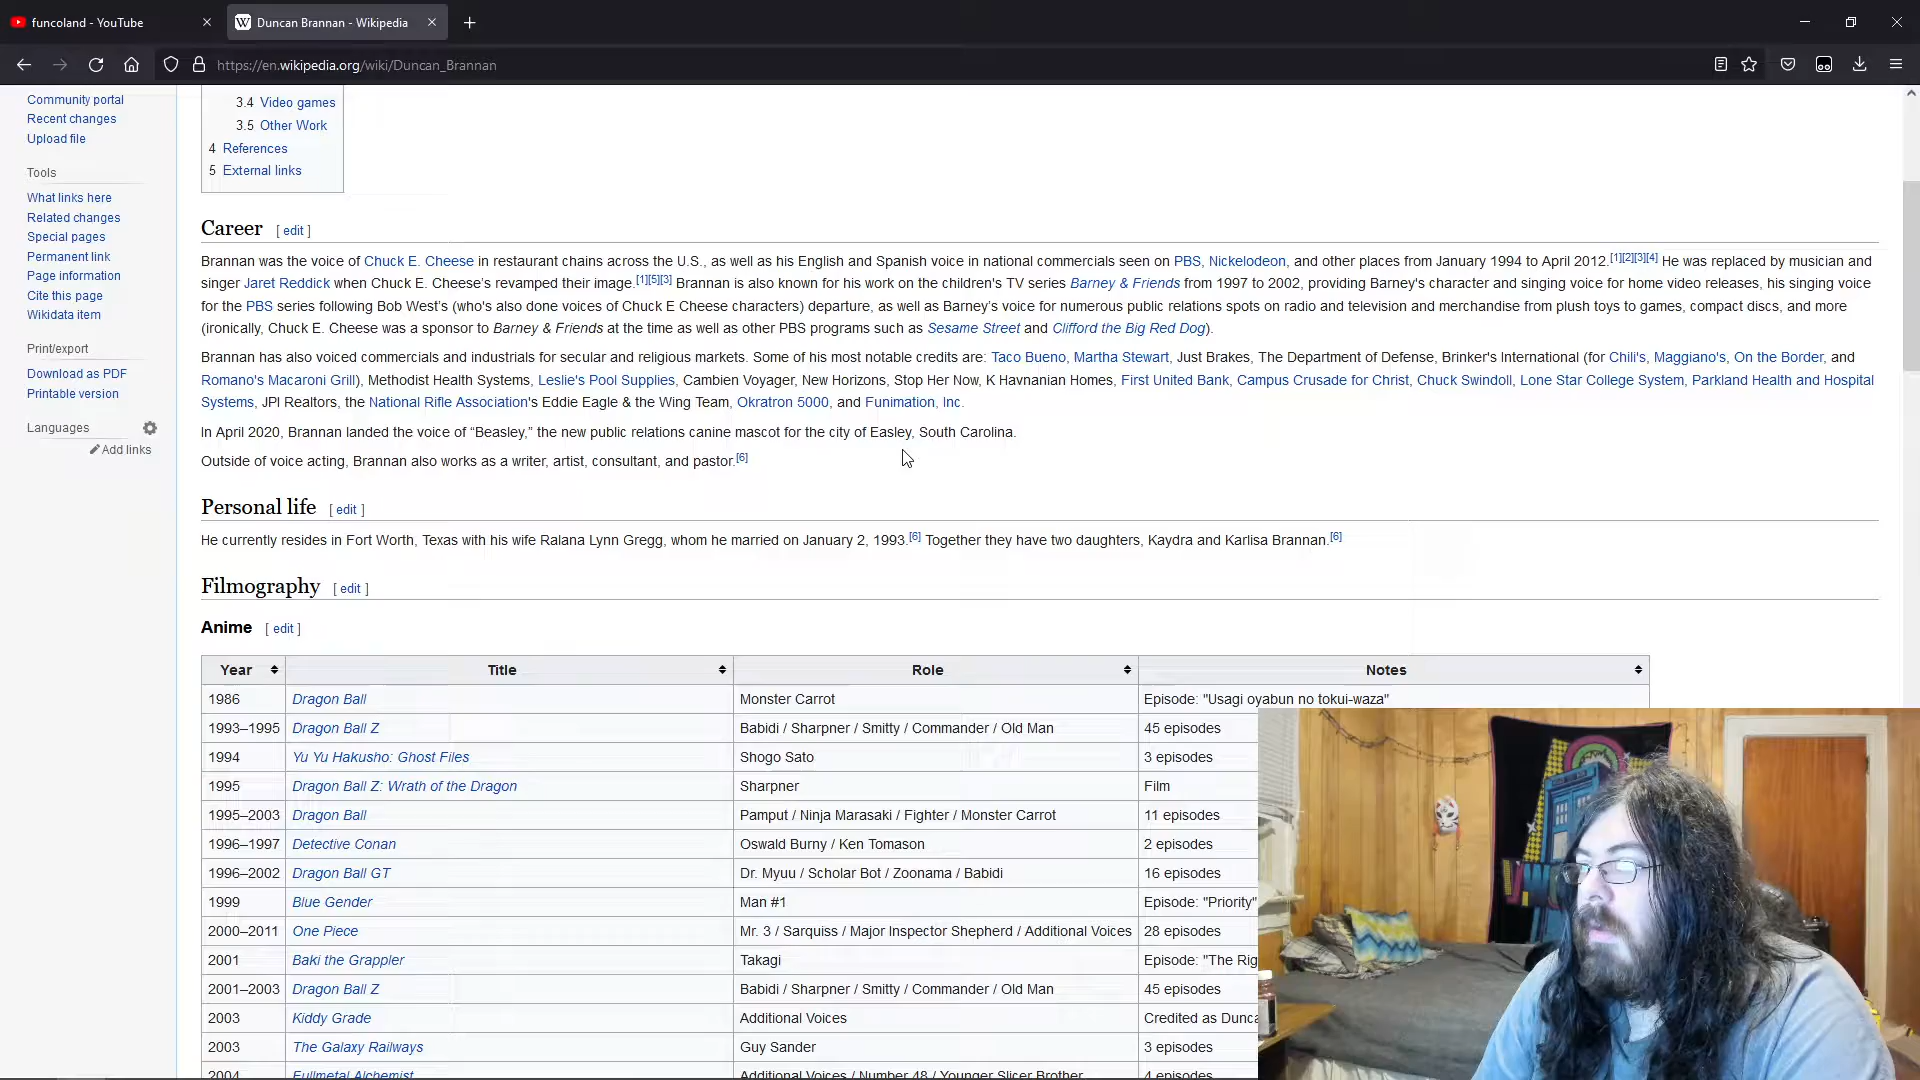 funcoland - YouTube
Duncan Brannan - Wikipedia
https://en.wikipedia.org/wiki/Duncan_Brannan
Community portal
Recent changes
Upload file
Tools
What links here
Related changes
Special pages
Permanent link
Page information
Cite this page
Wikidata item
Print/export
Download as PDF
Printable version
Languages
Add links
3.4 Video games
3.5 Other Work
4 References
5 External links
Career [ edit ]
Brannan was the voice of Chuck E. Cheese in restaurant chains across the U.S., as well as his English and Spanish voice in national commercials seen on PBS, Nickelodeon, and other places from January 1994 to April 2012.[1][2][3][4] He was replaced by musician and
singer Jaret Reddick when Chuck E. Cheese's revamped their image.[1][5][3] Brannan is also known for his work on the children's TV series Barney & Friends from 1997 to 2002, providing Barney's character and singing voice for home video releases, his singing voice
for the PBS series following Bob West's (who's also done voices of Chuck E Cheese characters) departure, as well as Barney's voice for numerous public relations spots on radio and television and merchandise from plush toys to games, compact discs, and more
(ironically, Chuck E. Cheese was a sponsor to Barney & Friends at the time as well as other PBS programs such as Sesame Street and Clifford the Big Red Dog).
Brannan has also voiced commercials and industrials for secular and religious markets. Some of his most notable credits are: Taco Bueno, Martha Stewart, Just Brakes, The Department of Defense, Brinker's International (for Chili's, Maggiano's, On the Border, and
Romano's Macaroni Grill), Methodist Health Systems, Leslie's Pool Supplies, Cambien Voyager, New Horizons, Stop Her Now, K Havnanian Homes, First United Bank, Campus Crusade for Christ, Chuck Swindoll, Lone Star College System, Parkland Health and Hospital
Systems, JPI Realtors, the National Rifle Association's Eddie Eagle & the Wing Team, Okratron 5000, and Funimation, Inc.
In April 2020, Brannan landed the voice of “Beasley,” the new public relations canine mascot for the city of Easley, South Carolina.
Outside of voice acting, Brannan also works as a writer, artist, consultant, and pastor.[6]
Personal life [ edit ]
He currently resides in Fort Worth, Texas with his wife Ralana Lynn Gregg, whom he married on January 2, 1993.[6] Together they have two daughters, Kaydra and Karlisa Brannan.[6]
Filmography [ edit ]
Anime [ edit ]
Year Title Role Notes
1986 Dragon Ball Monster Carrot Episode: "Usagi oyabun no tokui-waza"
1993–1995 Dragon Ball Z Babidi / Sharpner / Smitty / Commander / Old Man 45 episodes
1994 Yu Yu Hakusho: Ghost Files Shogo Sato 3 episodes
1995 Dragon Ball Z: Wrath of the Dragon Sharpner Film
1995–2003 Dragon Ball Pamput / Ninja Marasaki / Fighter / Monster Carrot 11 episodes
1996–1997 Detective Conan Oswald Burny / Ken Tomason 2 episodes
1996–2002 Dragon Ball GT Dr. Myuu / Scholar Bot / Zoonama / Babidi 16 episodes
1999 Blue Gender Man #1 Episode: "Priority"
2000–2011 One Piece Mr. 3 / Sarquiss / Major Inspector Shepherd / Additional Voices 28 episodes
2001 Baki the Grappler Takagi Episode: "The Rig
2001–2003 Dragon Ball Z Babidi / Sharpner / Smitty / Commander / Old Man 45 episodes
2003 Kiddy Grade Additional Voices Credited as Dunca
2003 The Galaxy Railways Guy Sander 3 episodes
2004 Fullmetal Alchemist Additional Voices / Number 48 / Younger Slicer Brother 4 episodes